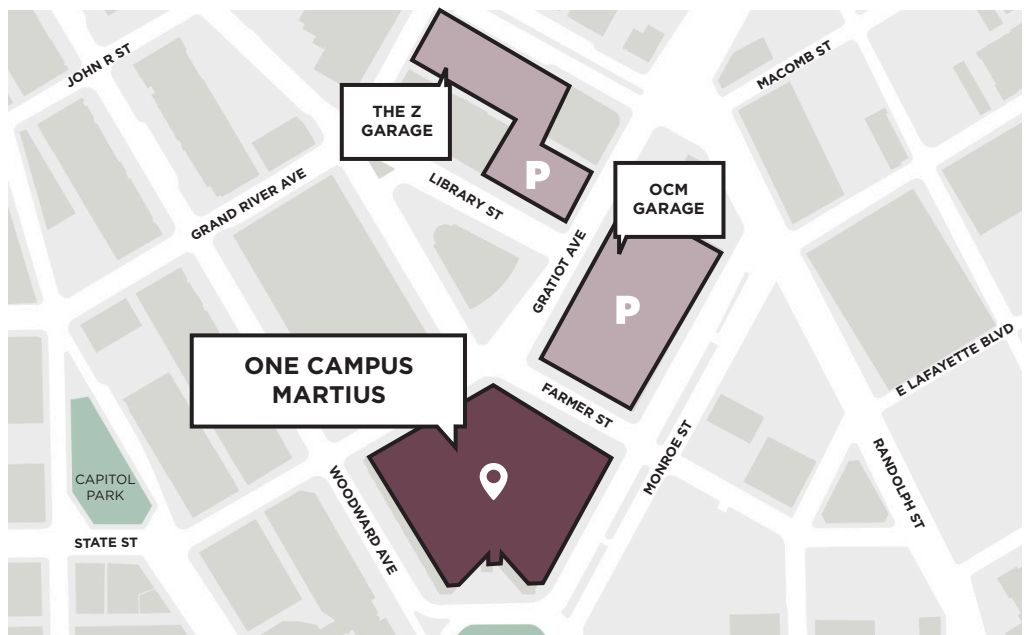 JOHN R ST
MACOMB ST
THE Z
GARAGE
P
GRAND RIVER AVE
LIBRARY ST
OCM
GARAGE
GRATIOT AVE
P
ONE CAMPUS
MARTIUS
FARMER ST
E LAFAYETTE BLVD
MONROE ST
CAPITOL
PARK
WOODWARD AVE
RANDOLPH ST
STATE ST